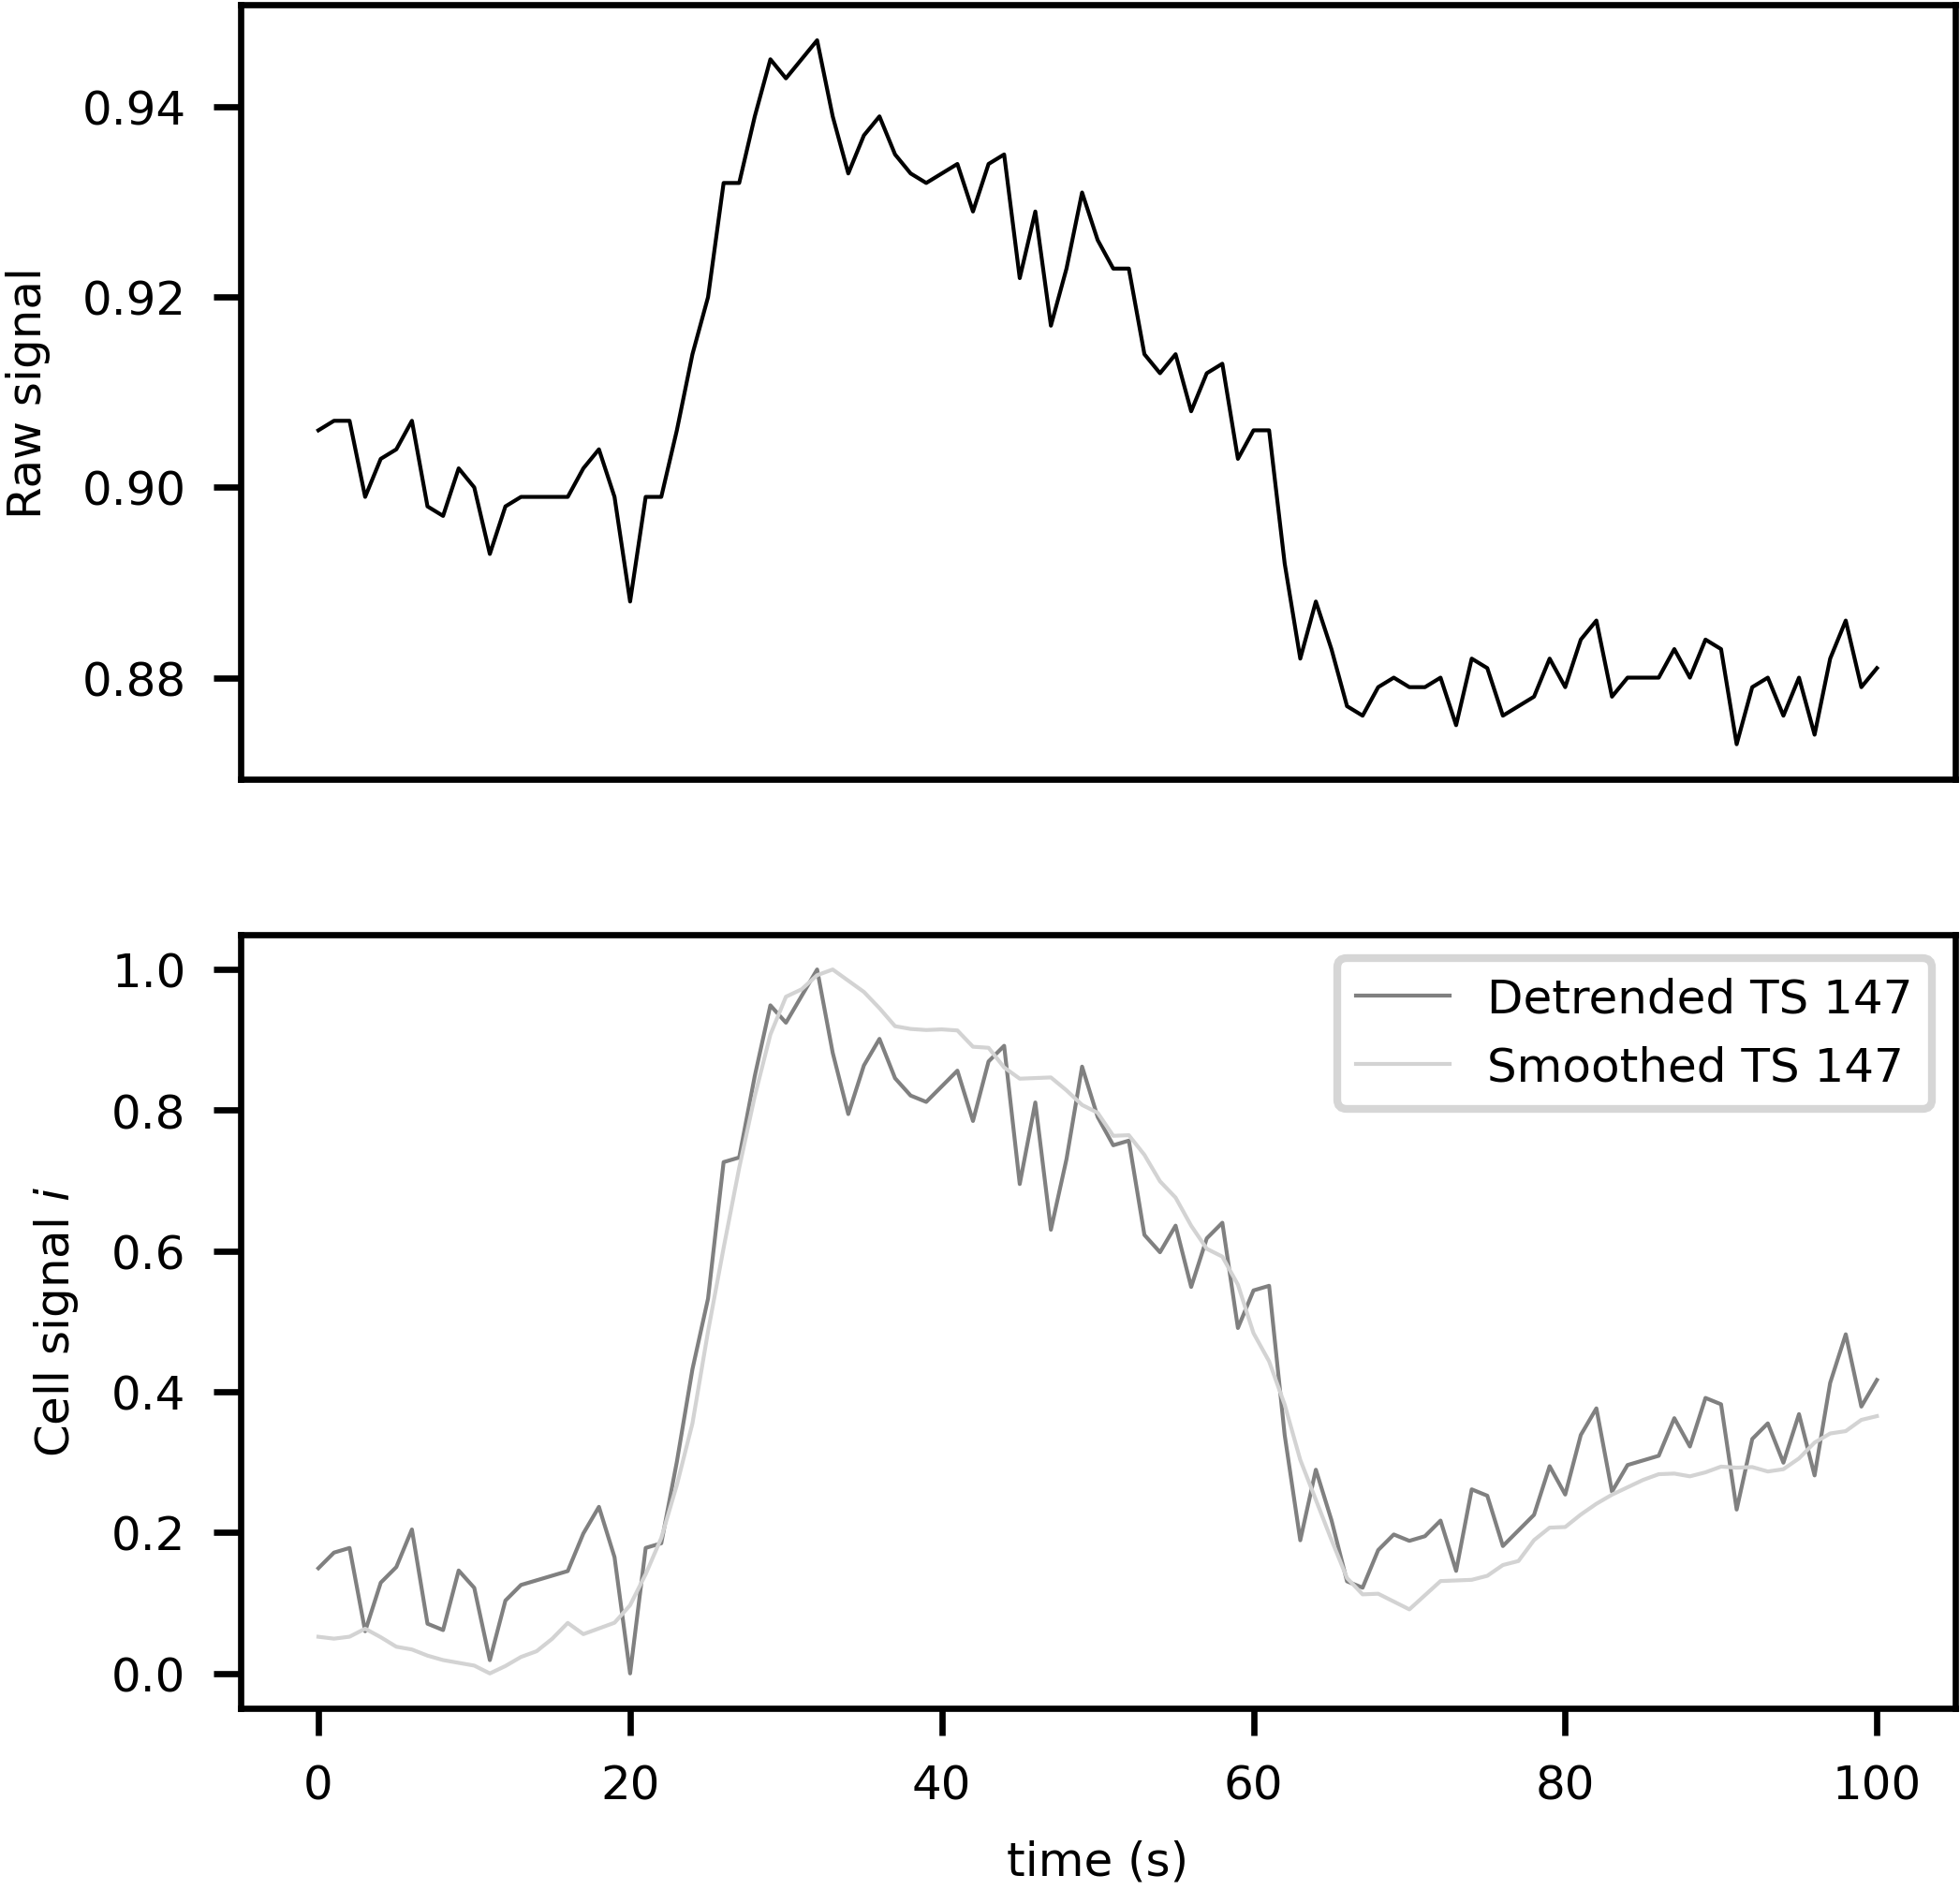 Raw signal
0.94
0.92
0.90
0.88
Cell signal i
1.0
0.8
0.6
0.4
0.2
0.0
Detrended TS 147
Smoothed TS 147
0 20 40 60 80 100
time (s)